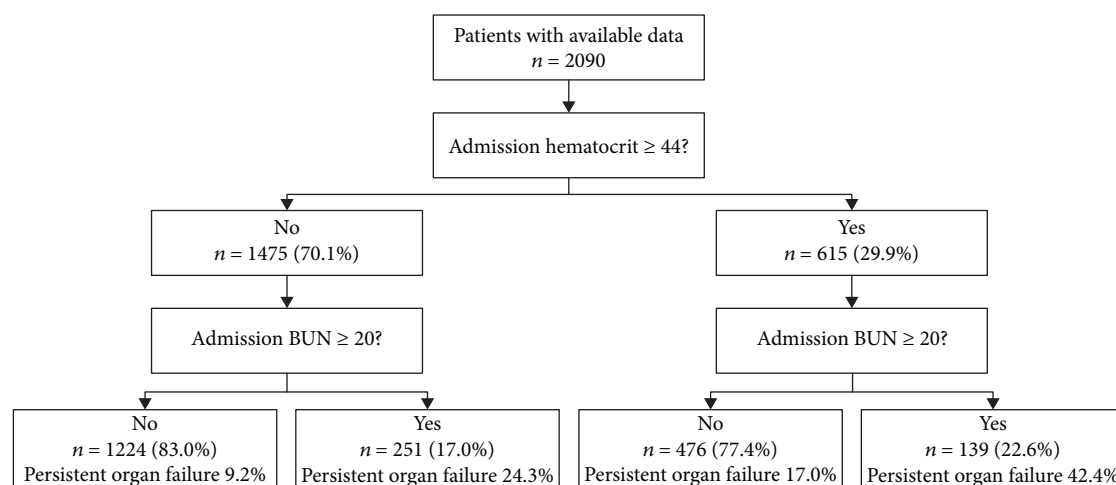 Patients with available data
n = 2090
Admission hematocrit ≥ 44?
No
n = 1475 (70.1%)
Yes
n = 615 (29.9%)
Admission BUN ≥ 20?
Admission BUN ≥ 20?
No
n = 1224 (83.0%)
Persistent organ failure 9.2%
Yes
n = 251 (17.0%)
Persistent organ failure 24.3%
No
n = 476 (77.4%)
Persistent organ failure 17.0%
Yes
n = 139 (22.6%)
Persistent organ failure 42.4%